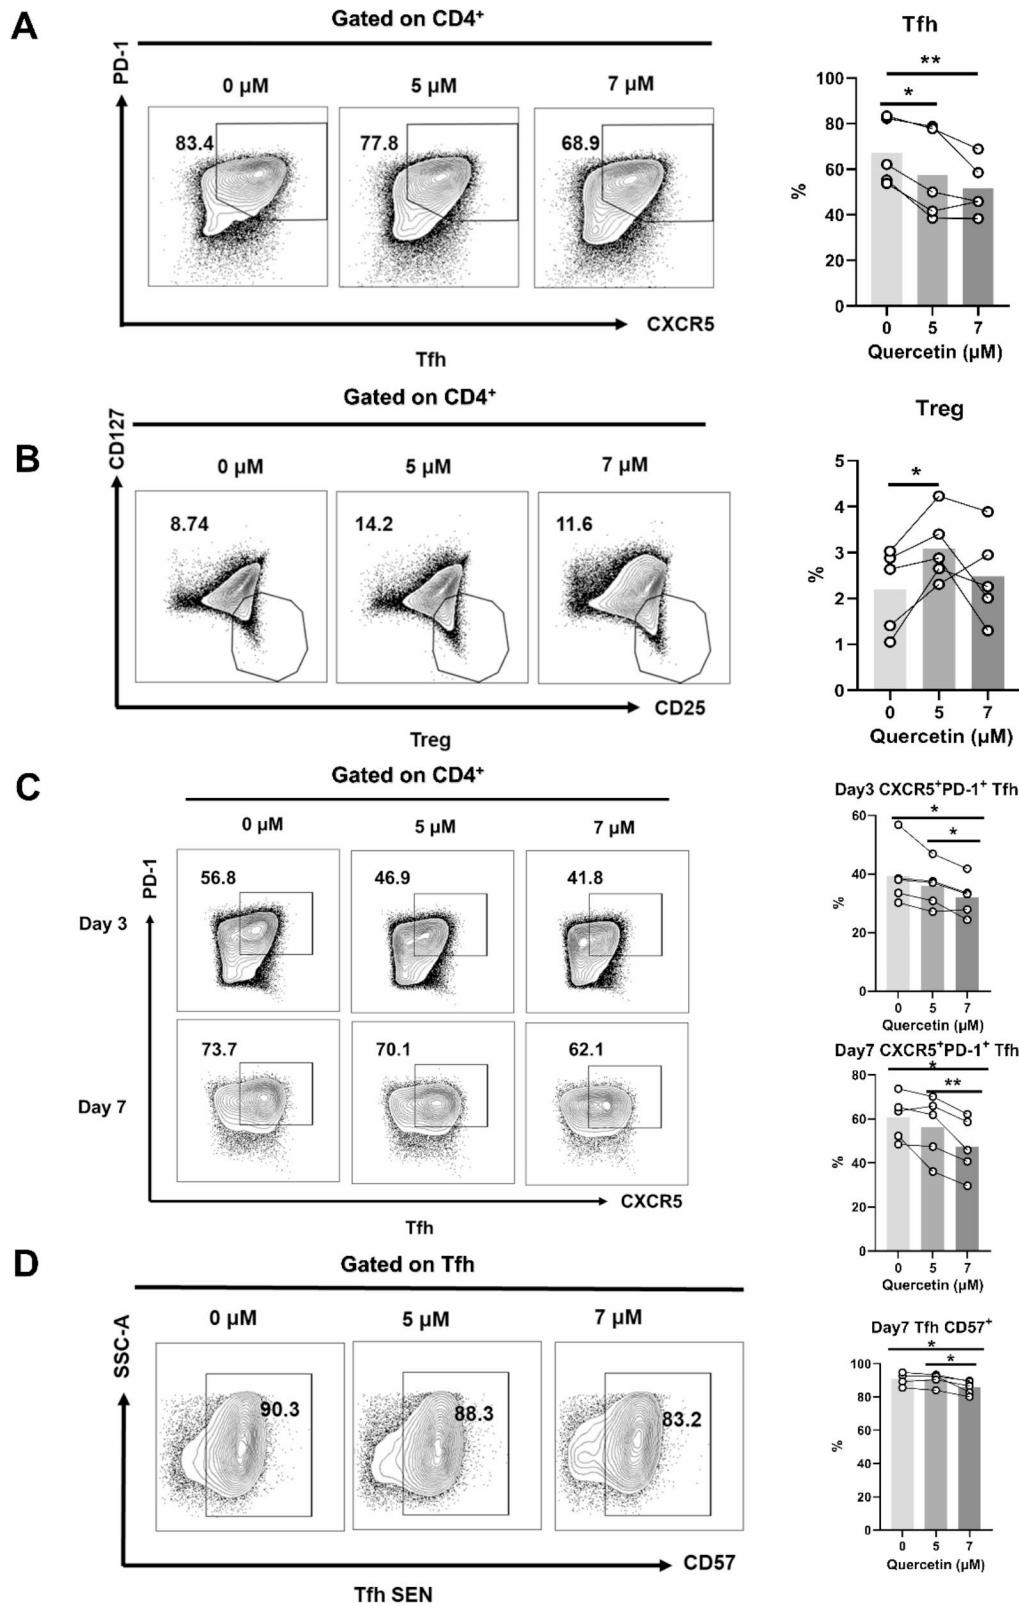 A
Gated on CD4⁺
PD-1
0 µM
5 µM
7 µM
83.4
77.8
68.9
CXCR5
Tfh
Tfh
**
*
100
80
60
40
20
0
%
0
5
7
Quercetin (µM)
B
Gated on CD4⁺
CD127
0 µM
5 µM
7 µM
8.74
14.2
11.6
CD25
Treg
Treg
*
5
4
3
2
1
0
%
0
5
7
Quercetin (µM)
C
Gated on CD4⁺
PD-1
0 µM
5 µM
7 µM
Day 3
56.8
46.9
41.8
Day 7
73.7
70.1
62.1
CXCR5
Tfh
Day3 CXCR5⁺PD-1⁺ Tfh
*
*
60
40
20
0
%
0
5
7
Quercetin (µM)
Day7 CXCR5⁺PD-1⁺ Tfh
*
**
80
60
40
20
0
%
0
5
7
Quercetin (µM)
D
Gated on Tfh
SSC-A
0 µM
5 µM
7 µM
90.3
88.3
83.2
CD57
Tfh SEN
Day7 Tfh CD57⁺
*
*
100
80
60
40
20
0
%
0
5
7
Quercetin (µM)